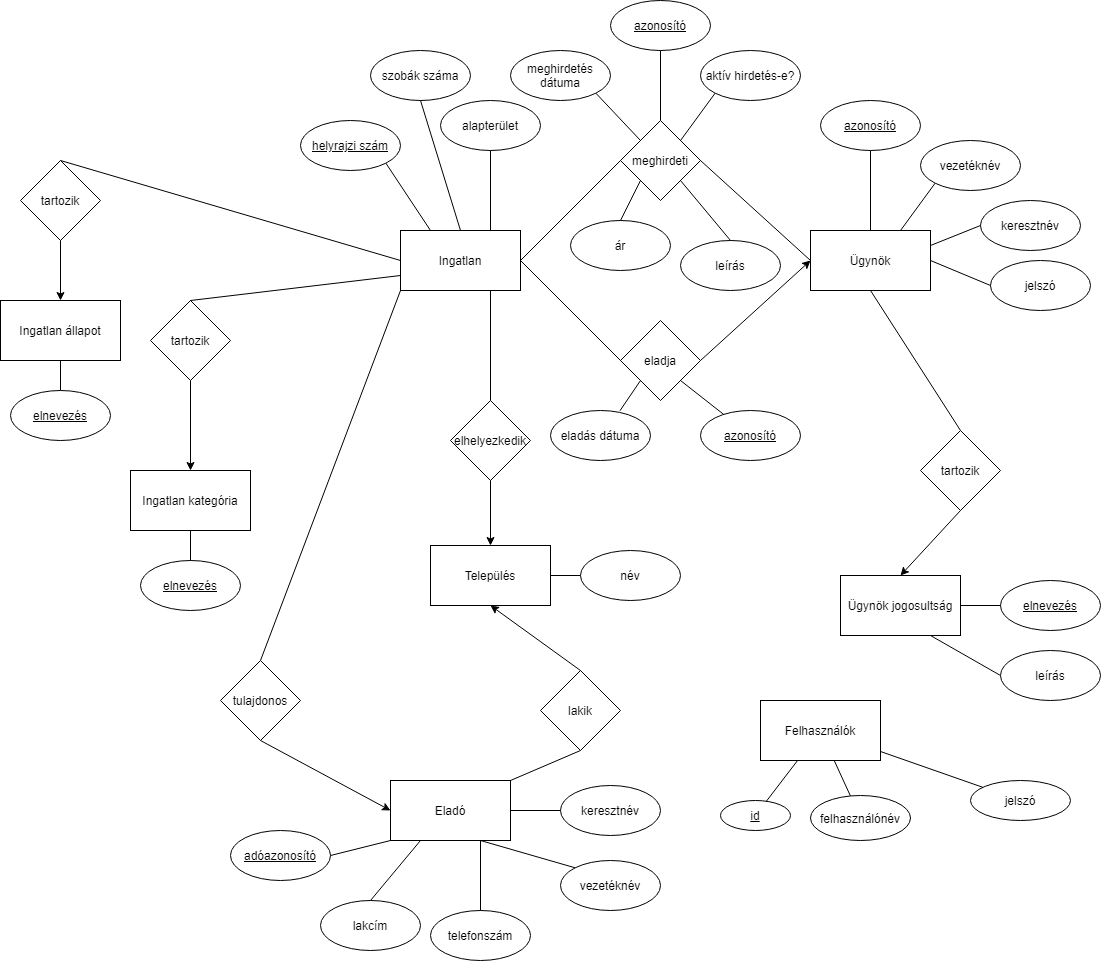 azonosító
meghirdetés
dátuma
aktív hirdetés-e?
szobák száma
alapterület
azonosító
helyrajzi szám
meghirdeti
vezetéknév
tartozik
keresztnév
ár
leírás
Ingatlan
Ügynök
jelszó
Ingatlan állapot
tartozik
eladja
elnevezés
eladás dátuma
azonosító
elhelyezkedik
tartozik
Ingatlan kategória
Település
név
elnevezés
Ügynök jogosultság
elnevezés
leírás
tulajdonos
lakik
Felhasználók
jelszó
id
felhasználónév
Eladó
keresztnév
adóazonosító
vezetéknév
lakcím
telefonszám